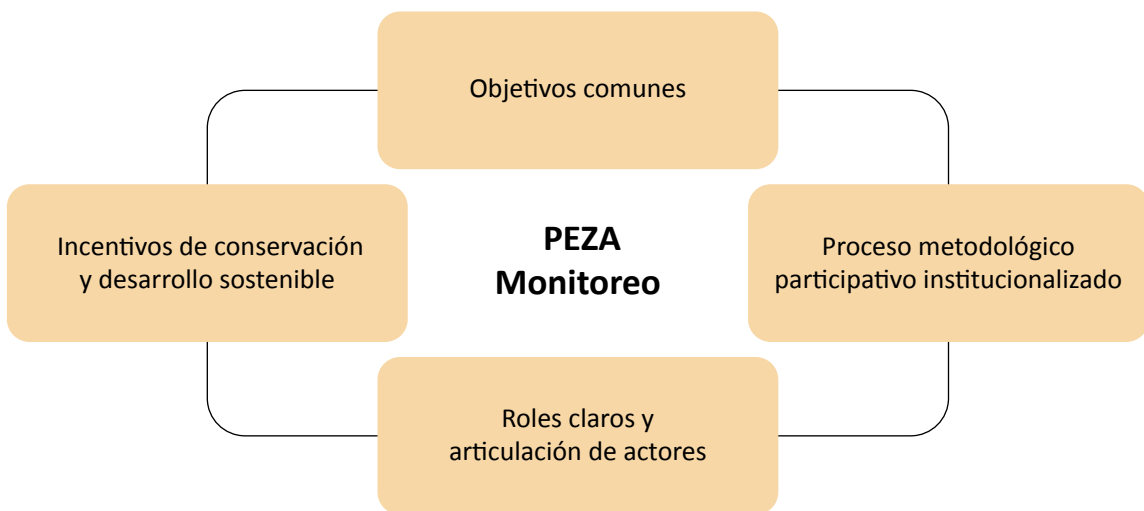 Objetivos comunes
Incentivos de conservación
y desarrollo sostenible
PEZA
Monitoreo
Proceso metodológico
participativo institucionalizado
Roles claros y
articulación de actores